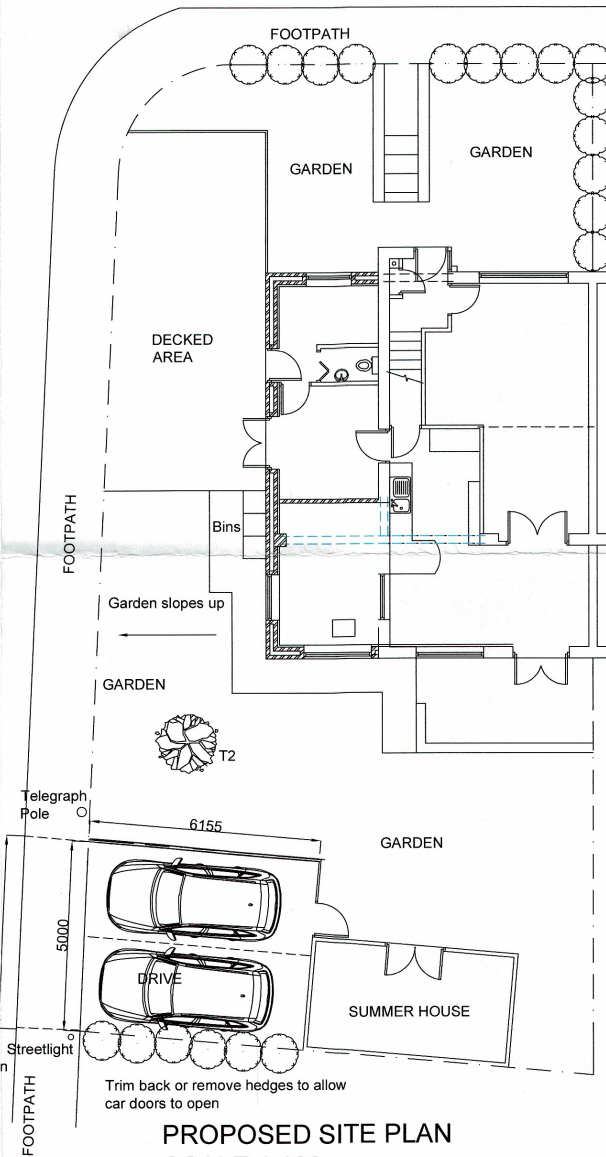 FOOTPATH
GARDEN
GARDEN
DECKED
AREA
FOOTPATH
Bins
Garden slopes up
GARDEN
T2
Telegraph
Pole
6155
GARDEN
5000
DRIVE
SUMMER HOUSE
Streetlight
n
FOOTPATH
Trim back or remove hedges to allow
car doors to open
PROPOSED SITE PLAN